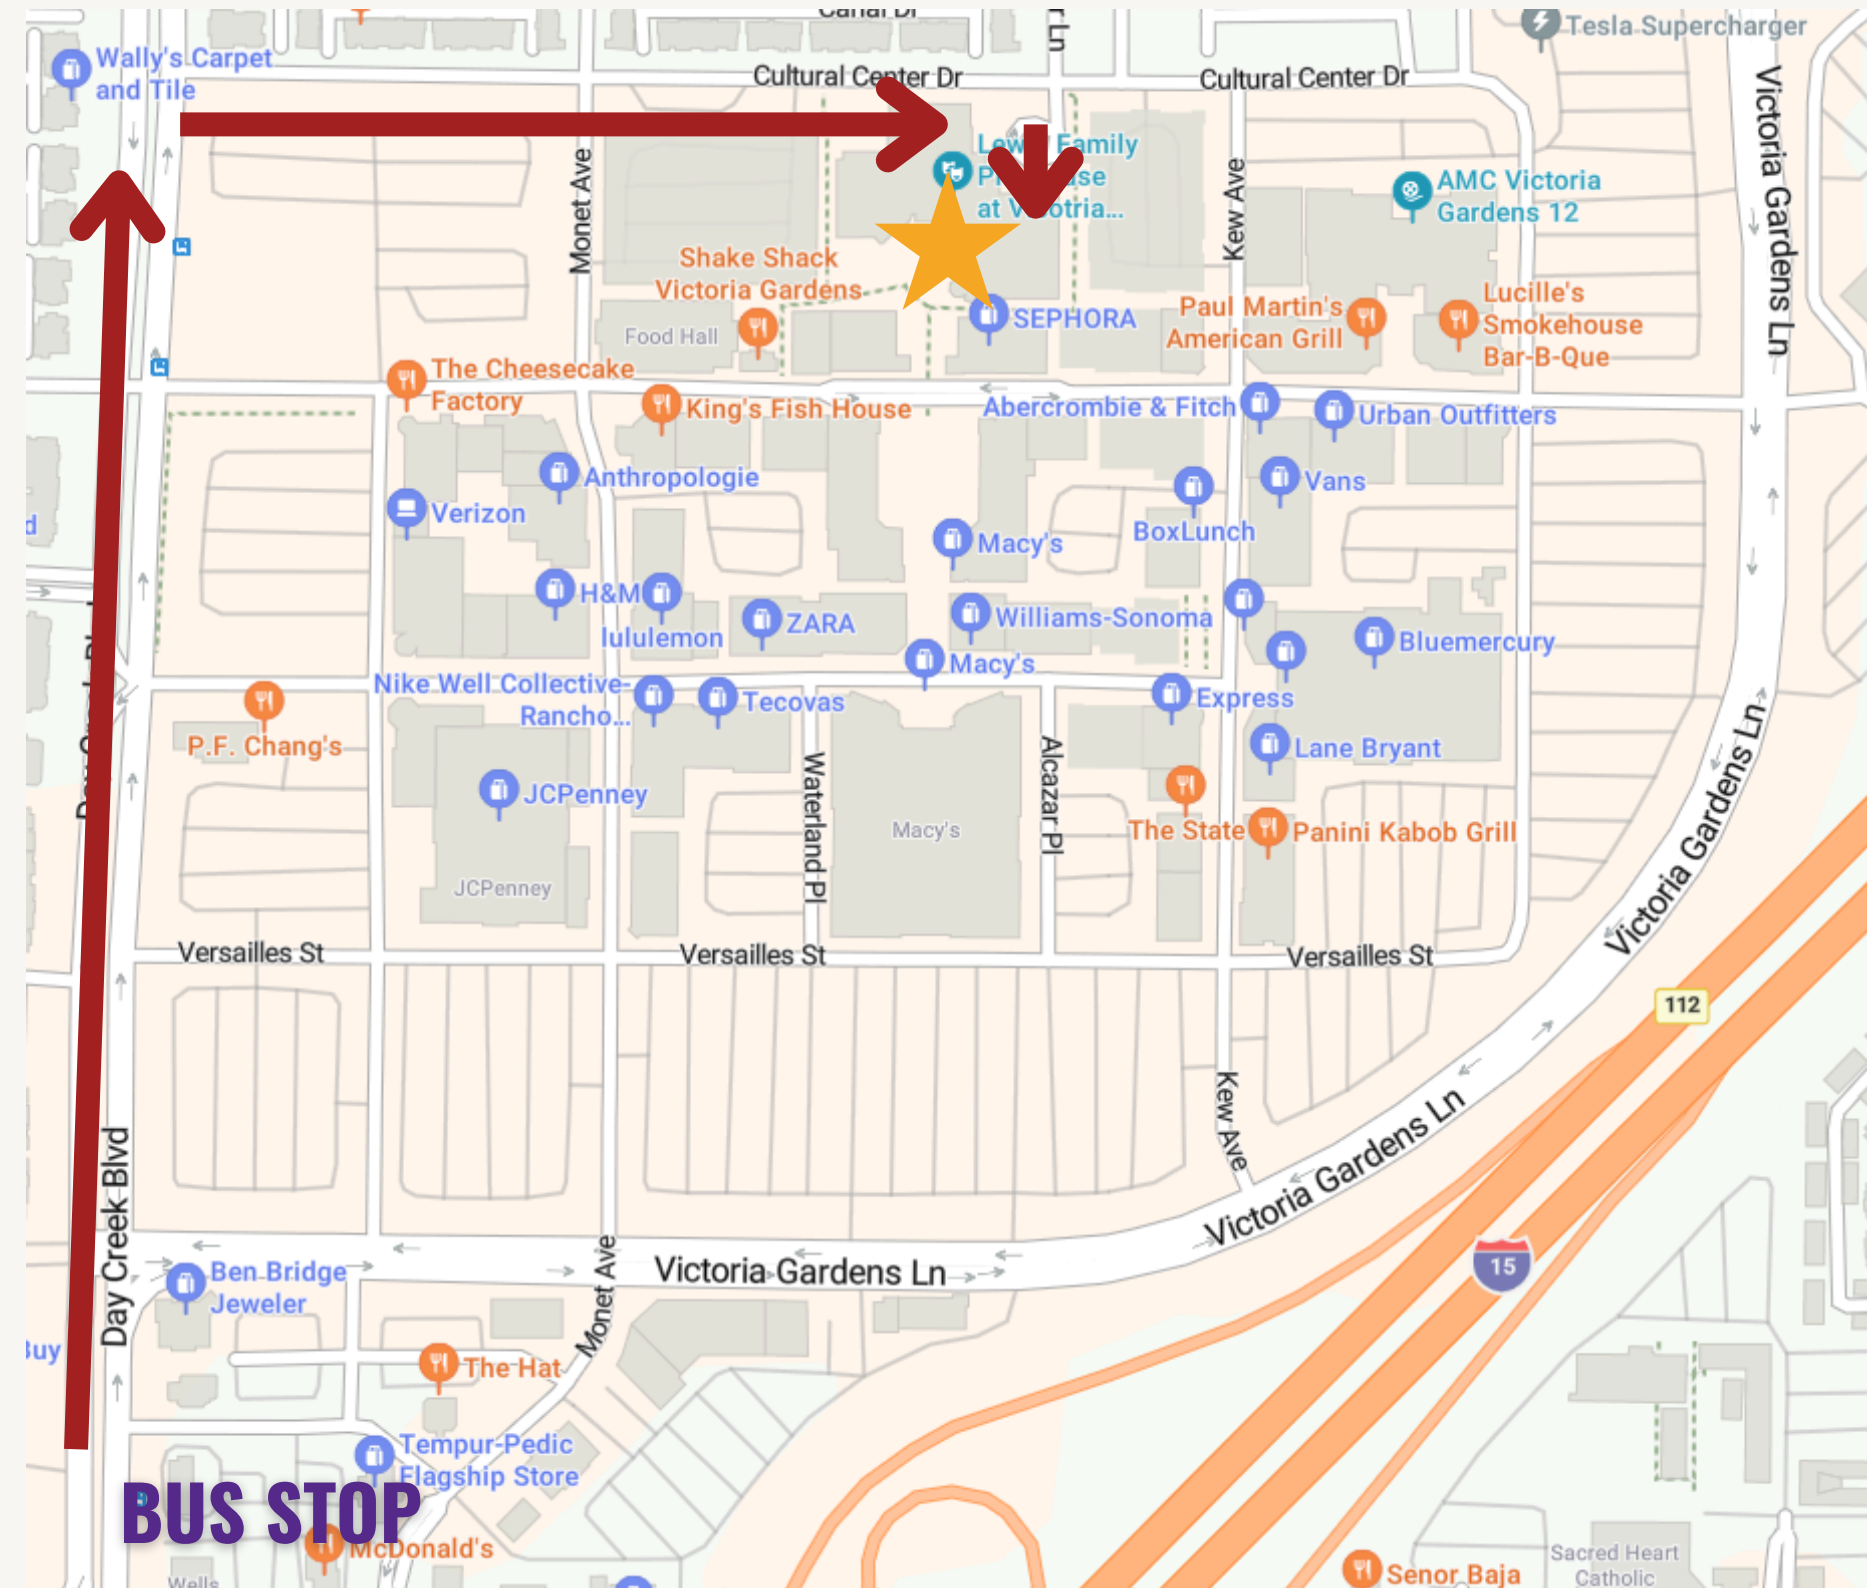 Canal Dr
Tesla Supercharger
Wally's Carpet
and Tile
Cultural Center Dr
Cultural Center Dr
Victoria Gardens Ln
Monet Ave
Kew Ave
Family
at
AMC Victoria
Gardens 12
Shake Shack
Victoria Gardens
Food Hall
SEPHORA
Paul Martin's
American Grill
Lucille's
Smokehouse
Bar-B-Que
The Cheesecake
Factory
King's Fish House
Abercrombie & Fitch
Urban Outfitters
Anthropologie
Vans
Verizon
BoxLunch
Macy's
H&M
lululemon
ZARA
Williams-Sonoma
Bluemercury
Macy's
Nike Well Collective-
Rancho...
Tecovas
Express
P.F. Chang's
Lane Bryant
JCPenney
Waterland Pl
Alcazar Pl
Macy's
The State
Panini Kabob Grill
JCPenney
Victoria Gardens Ln
Versailles St
Versailles St
Versailles St
112
Kew Ave
Day Creek Blvd
Victoria Gardens Ln
Monet Ave
Victoria Gardens Ln
15
Ben Bridge
Jeweler
The Hat
Tempur-Pedic
Flagship Store
BUS STOP
McDonald's
Wells
Senor Baja
Sacred Heart
Catholic